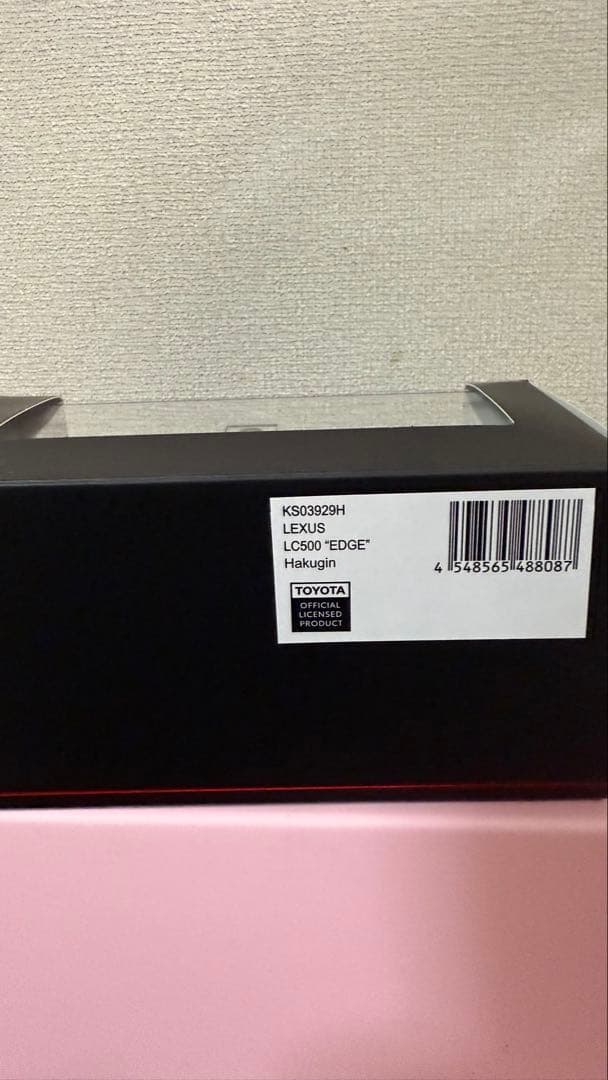 KS03929H
LEXUS
LC500 “EDGE”
Hakugin
TOYOTA
OFFICIAL
LICENSED
PRODUCT
4 548565 488087